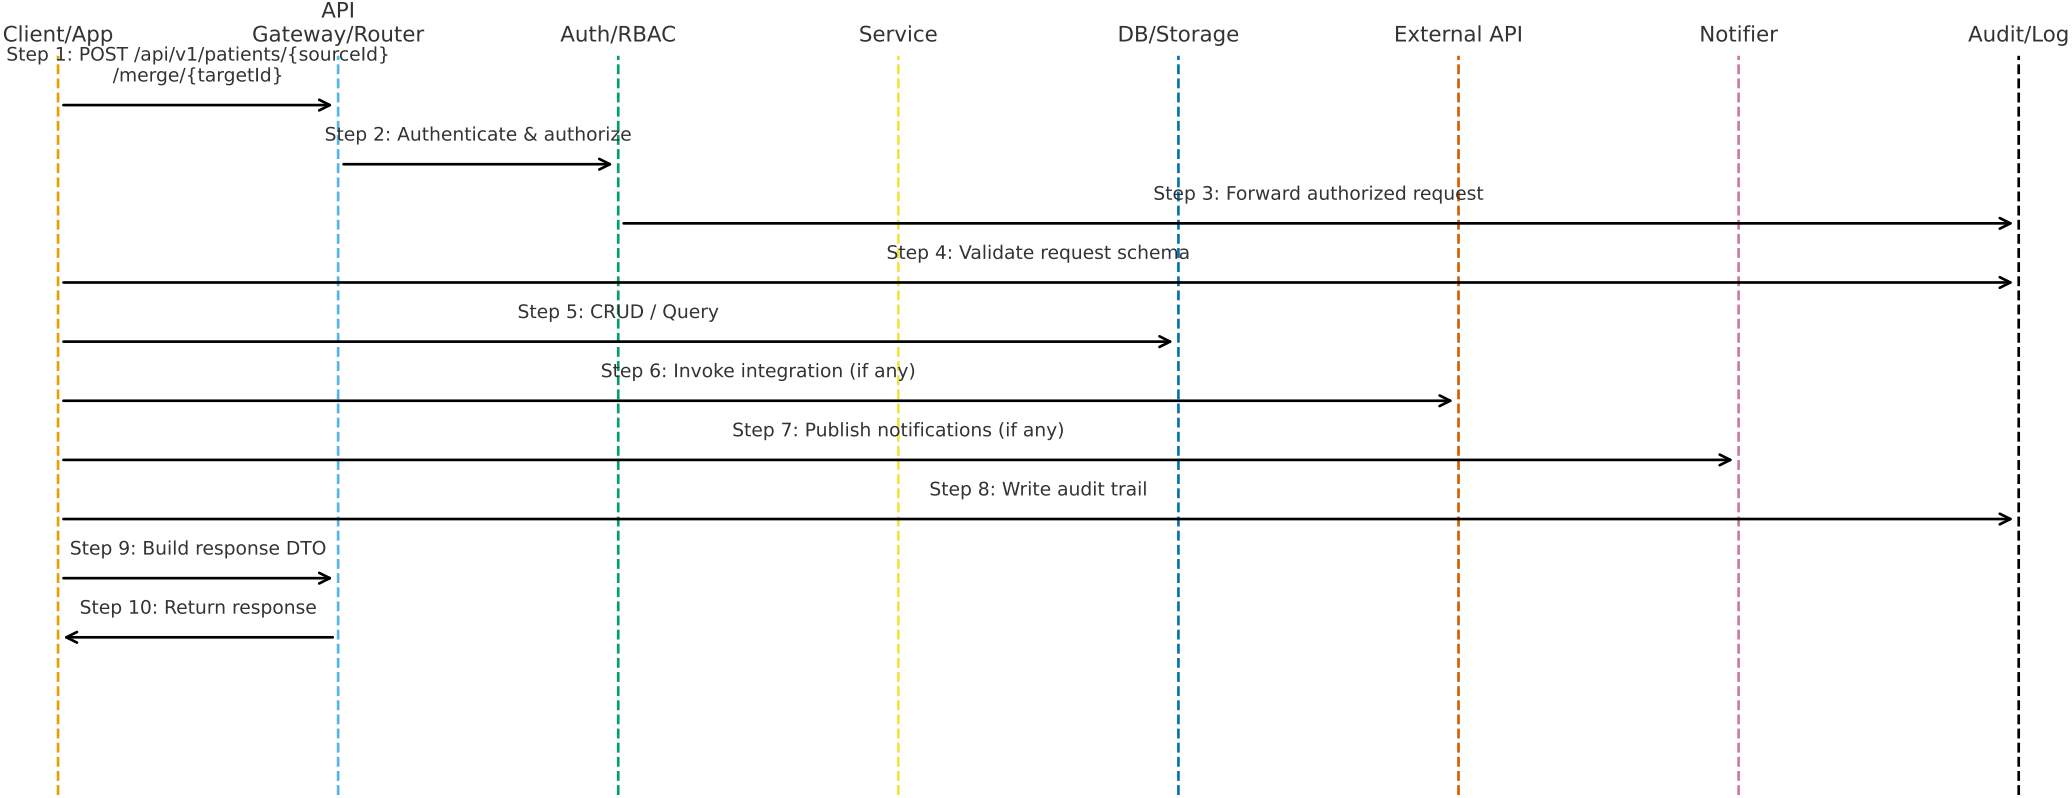 API
Client/App
Gateway/Router
Auth/RBAC
Service
DB/Storage
External API
Notifier
Audit/Log
Step 1: POST /api/v1/patients/{sourceId}
/merge/{targetId}
Step 2: Authenticate & authorize
Step 3: Forward authorized request
Step 4: Validate request schema
Step 5: CRUD / Query
Step 6: Invoke integration (if any)
Step 7: Publish notifications (if any)
Step 8: Write audit trail
Step 9: Build response DTO
Step 10: Return response